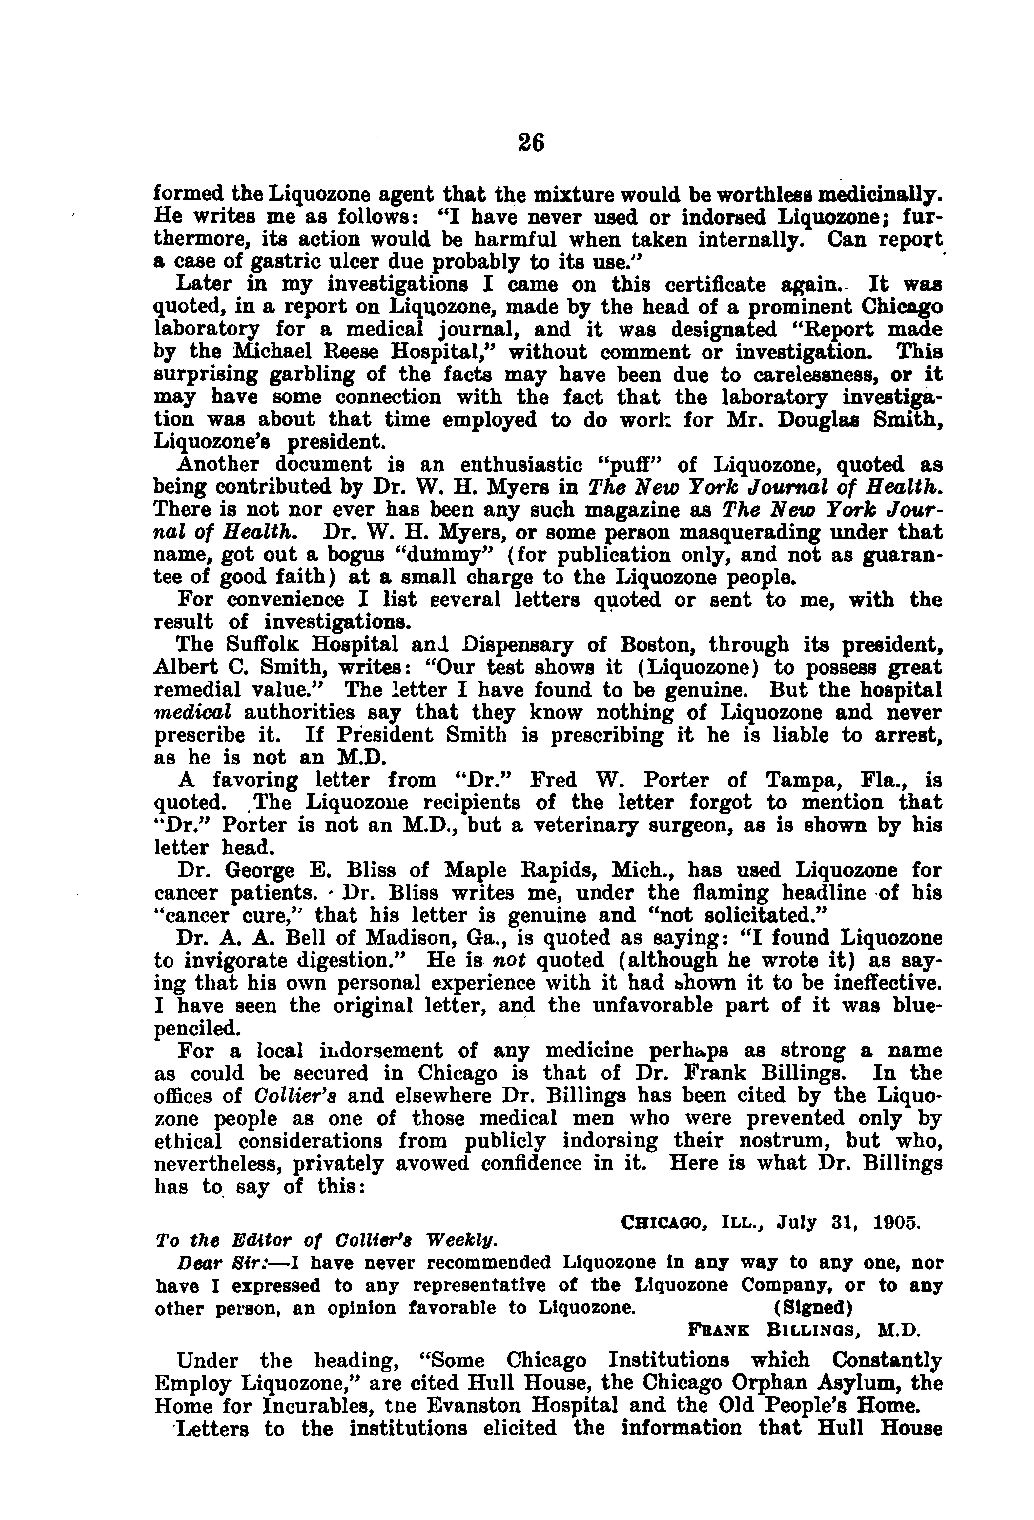 26
formed the Liquozone agent that the mixture would be worthless medicinally.
He writes me as follows: "I have never used or indorsed Liquozone; fur-
thermore, its action would be harmful when taken internally. Can report
a case of gastric ulcer due probably to its use."
Later in my investigations I came on this certificate again. It was
quoted, in a report on Liquozone, made by the head of a prominent Chicago
laboratory for a medical journal, and it was designated "Report made
by the Michael Reese Hospital," without comment or investigation. This
surprising garbling of the facts may have been due to carelessness, or it
may have some connection with the fact that the laboratory investiga-
tion was about that time employed to do work for Mr. Douglas Smith,
Liquozone's president.
Another document is an enthusiastic "puff" of Liquozone, quoted as
being contributed by Dr. W. H. Myers in The New York Journal of Health.
There is not nor ever has been any such magazine as The New York Jour-
nal of Health. Dr. W. H. Myers, or some person masquerading under that
name, got out a bogus "dummy" (for publication only, and not as guaran-
tee of good faith) at a small charge to the Liquozone people.
For convenience I list several letters quoted or sent to me, with the
result of investigations.
The Suffolk Hospital and Dispensary of Boston, through its president,
Albert C. Smith, writes: "Our test shows it (Liquozone) to possess great
remedial value." The letter I have found to be genuine. But the hospital
medical authorities say that they know nothing of Liquozone and never
prescribe it. If President Smith is prescribing it he is liable to arrest,
as he is not an M.D.
A favoring letter from "Dr." Fred W. Porter of Tampa, Fla., is
quoted. The Liquozone recipients of the letter forgot to mention that
"Dr." Porter is not an M.D., but a veterinary surgeon, as is shown by his
letter head.
Dr. George E. Bliss of Maple Rapids, Mich., has used Liquozone for
cancer patients. Dr. Bliss writes me, under the flaming headline of his
"cancer cure," that his letter is genuine and "not solicitated."
Dr. A. A. Bell of Madison, Ga., is quoted as saying: "I found Liquozone
to invigorate digestion." He is not quoted (although he wrote it) as say-
ing that his own personal experience with it had shown it to be ineffective.
I have seen the original letter, and the unfavorable part of it was blue-
penciled.
For a local indorsement of any medicine perhaps as strong a name
as could be secured in Chicago is that of Dr. Frank Billings. In the
offices of Collier's and elsewhere Dr. Billings has been cited by the Liquo-
zone people as one of those medical men who were prevented only by
ethical considerations from publicly indorsing their nostrum, but who,
nevertheless, privately avowed confidence in it. Here is what Dr. Billings
has to say of this:
CHICAGO, ILL., July 31, 1905.
To the Editor of Collier's Weekly.
Dear Sir:—I have never recommended Liquozone in any way to any one, nor
have I expressed to any representative of the Liquozone Company, or to any
other person, an opinion favorable to Liquozone. (Signed)
FRANK BILLINGS, M.D.
Under the heading, "Some Chicago Institutions which Constantly
Employ Liquozone," are cited Hull House, the Chicago Orphan Asylum, the
Home for Incurables, the Evanston Hospital and the Old People's Home.
Letters to the institutions elicited the information that Hull House